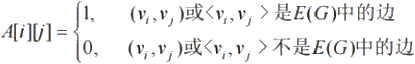 A[i][j] = { 1, (vᵢ, vⱼ)或<vᵢ, vⱼ>是E(G)中的边
0, (vᵢ, vⱼ)或<vᵢ, vⱼ>不是E(G)中的边